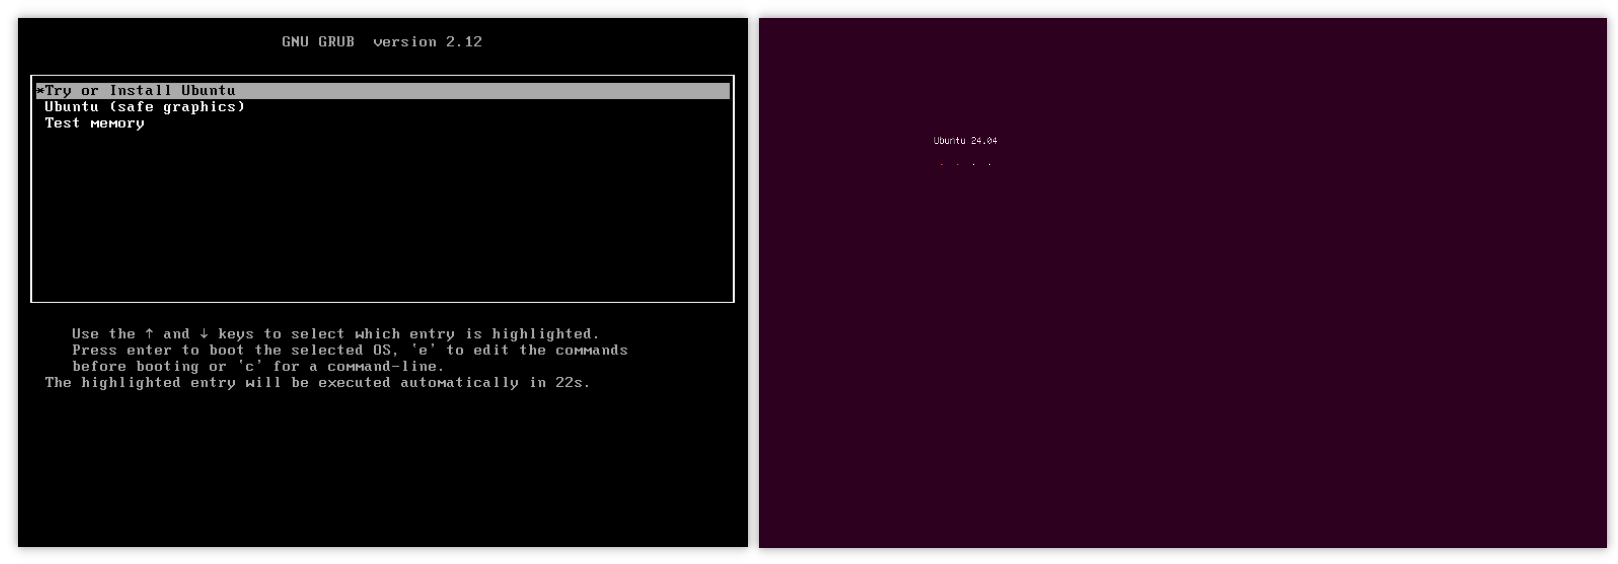 GNU GRUB  version 2.12
*Try or Install Ubuntu
Ubuntu (safe graphics)
Test memory
Use the ↑ and ↓ keys to select which entry is highlighted.
Press enter to boot the selected OS, `e' to edit the commands
before booting or `c' for a command-line.
The highlighted entry will be executed automatically in 22s.
Ubuntu 24.04